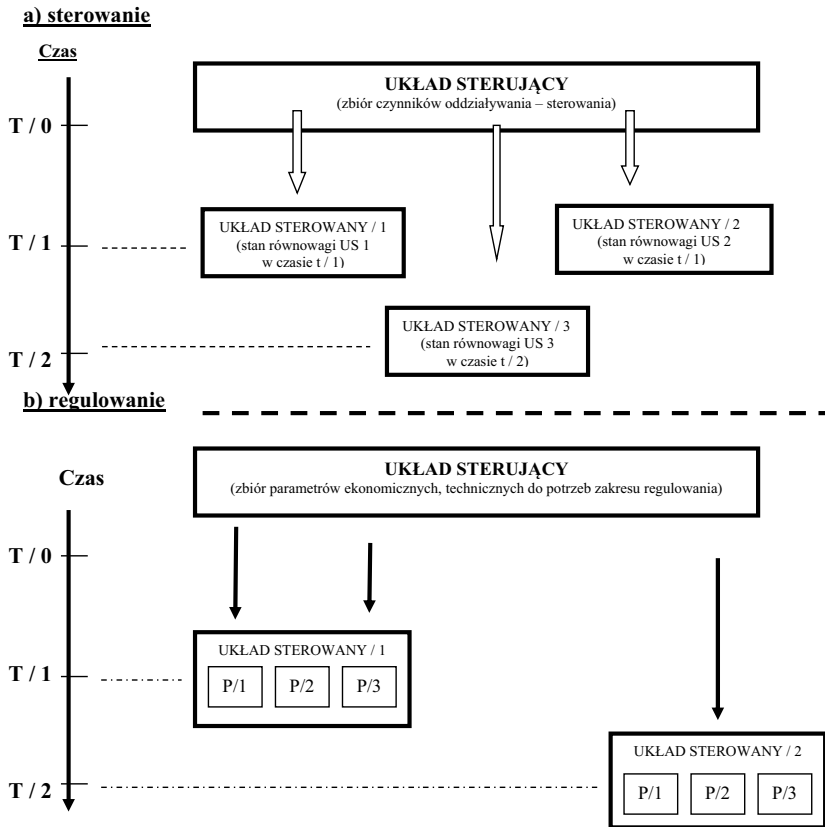 a) sterowanie
Czas
UKŁAD STERUJĄCY
(zbiór czynników oddziaływania – sterowania)
T / 0
UKŁAD STEROWANY / 1
(stan równowagi US 1
w czasie t / 1)
UKŁAD STEROWANY / 2
(stan równowagi US 2
w czasie t / 1)
T / 1
UKŁAD STEROWANY / 3
(stan równowagi US 3
w czasie t / 2)
T / 2
b) regulowanie
Czas
UKŁAD STERUJĄCY
(zbiór parametrów ekonomicznych, technicznych do potrzeb zakresu regulowania)
T / 0
UKŁAD STEROWANY / 1
P/1 P/2 P/3
T / 1
UKŁAD STEROWANY / 2
P/1 P/2 P/3
T / 2